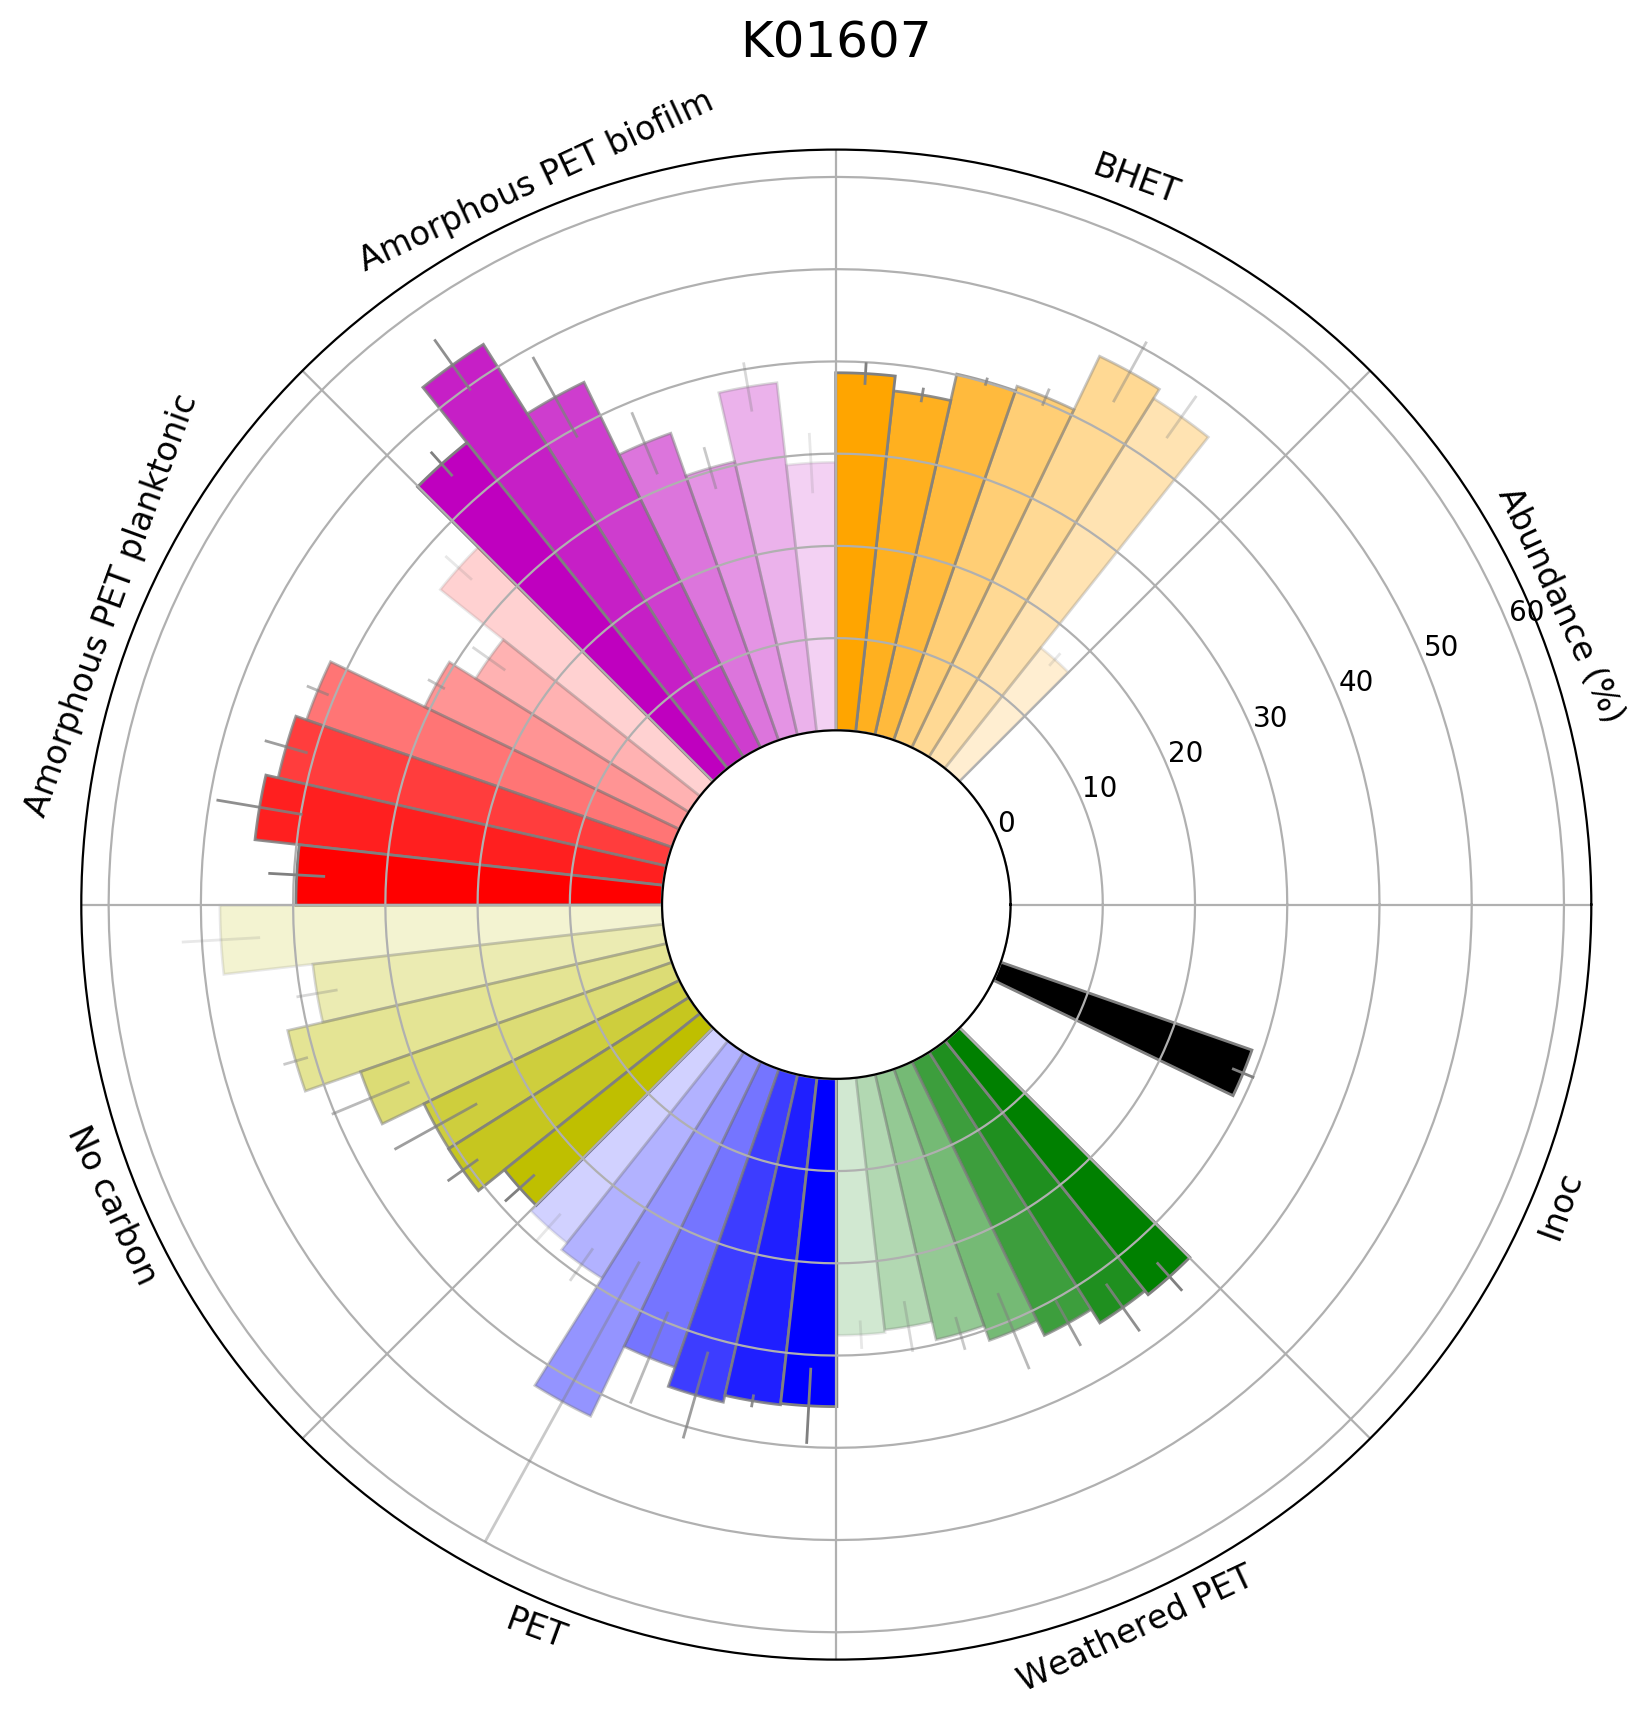 K01607
Amorphous PET biofilm
BHET
Amorphous PET planktonic
Abundance (%)
60
50
40
30
20
10
0
No carbon
Inoc
PET
Weathered PET